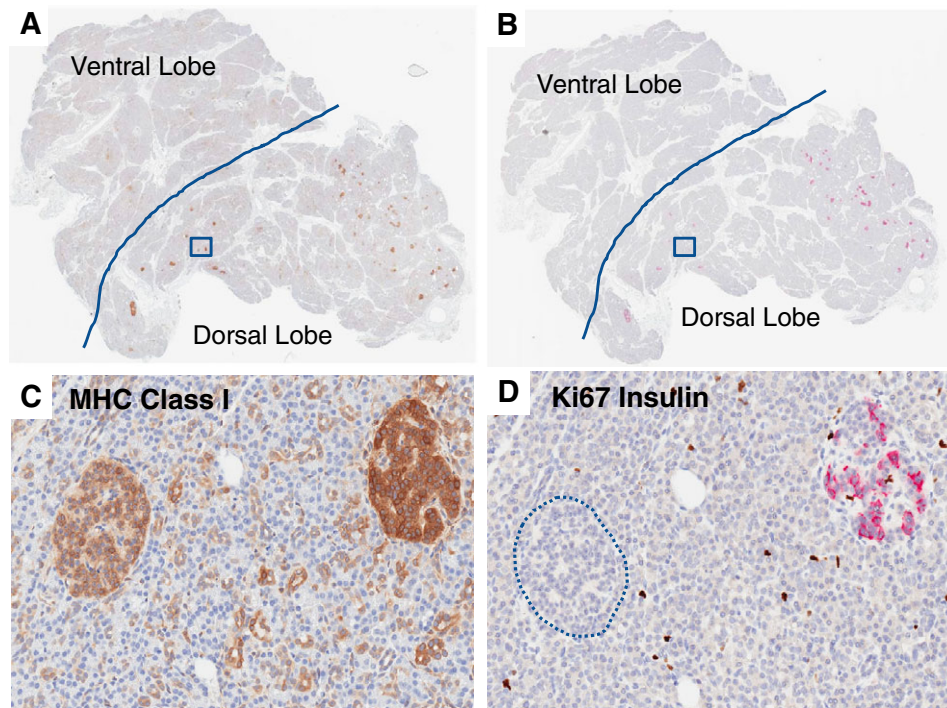 A
Ventral Lobe
Dorsal Lobe
B
Ventral Lobe
Dorsal Lobe
C MHC Class I
D Ki67 Insulin